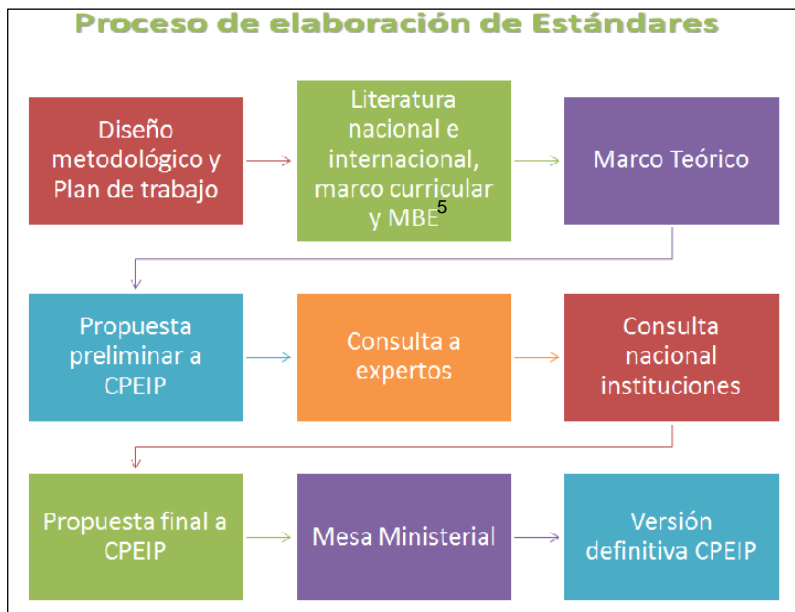 Proceso de elaboración de Estándares
Diseño
metodológico y
Plan de trabajo
Literatura
nacional e
internacional,
marco curricular
y MBE5
Marco Teórico
Propuesta
preliminar a
CPEIP
Consulta a
expertos
Consulta
nacional
instituciones
Propuesta final a
CPEIP
Mesa Ministerial
Versión
definitiva CPEIP